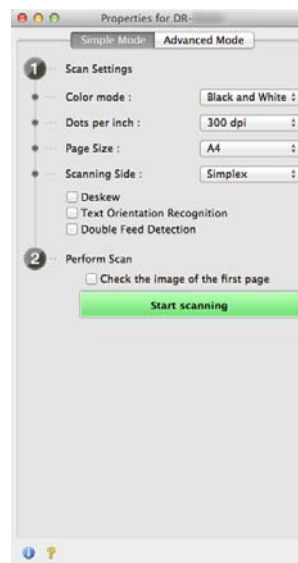 Properties for DR-
Simple Mode Advanced Mode
1 Scan Settings
Color mode : Black and White
Dots per inch : 300 dpi
Page Size : A4
Scanning Side : Simplex
Deskew
Text Orientation Recognition
Double Feed Detection
2 Perform Scan
Check the image of the first page
Start scanning